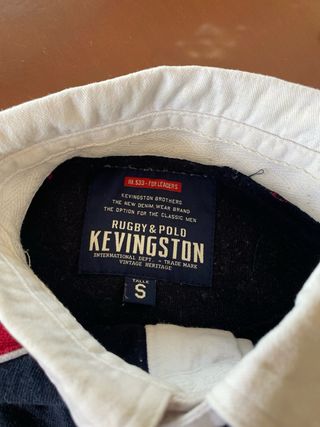 RI.533 - FOR LEADERS
KEVINGSTON BROTHERS
THE NEW DENIM, WEAR BRAND
THE OPTION FOR THE CLASSIC MEN
RUGBY & POLO
KEVINGSTON
INTERNATIONAL DEPT. + TRADE MARK
VINTAGE HERITAGE
TALLE
S